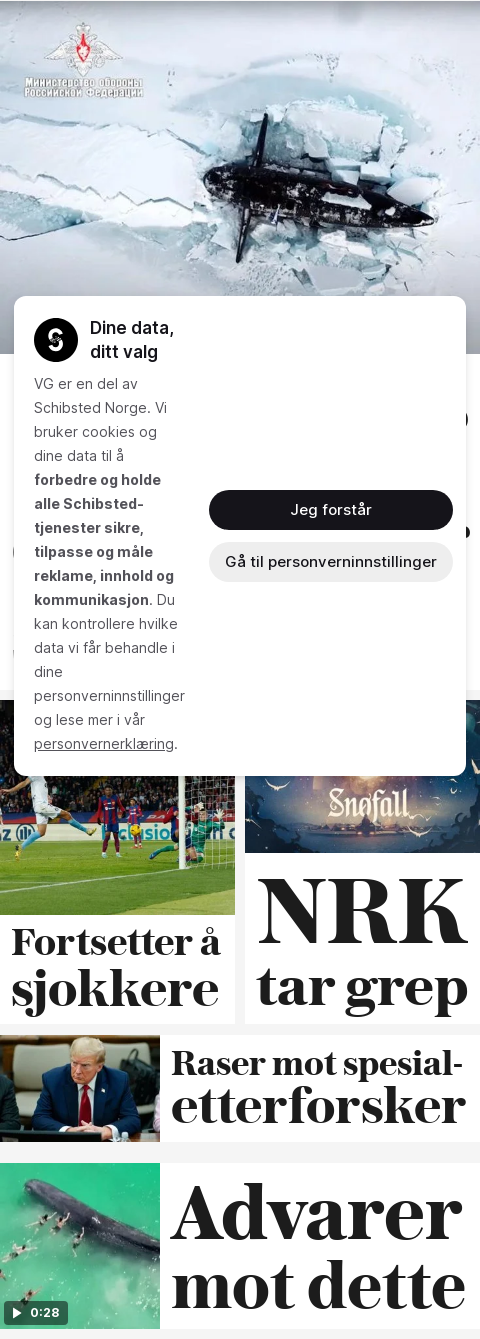 Министерство обороны
Российской Федерации
Dine data,
ditt valg
VG er en del av
Schibsted Norge. Vi
bruker cookies og
dine data til å
forbedre og holde
alle Schibsted-
tjenester sikre,
tilpasse og måle
reklame, innhold og
kommunikasjon. Du
kan kontrollere hvilke
data vi får behandle i
dine
personverninnstillinger
og lese mer i vår
personvernerklæring.
Jeg forstår
Gå til personverninnstillinger
Snøfall
Fortsetter å
sjokkere
NRK
tar grep
Raser mot spesial-
etterforsker
0:28
Advarer
mot dette